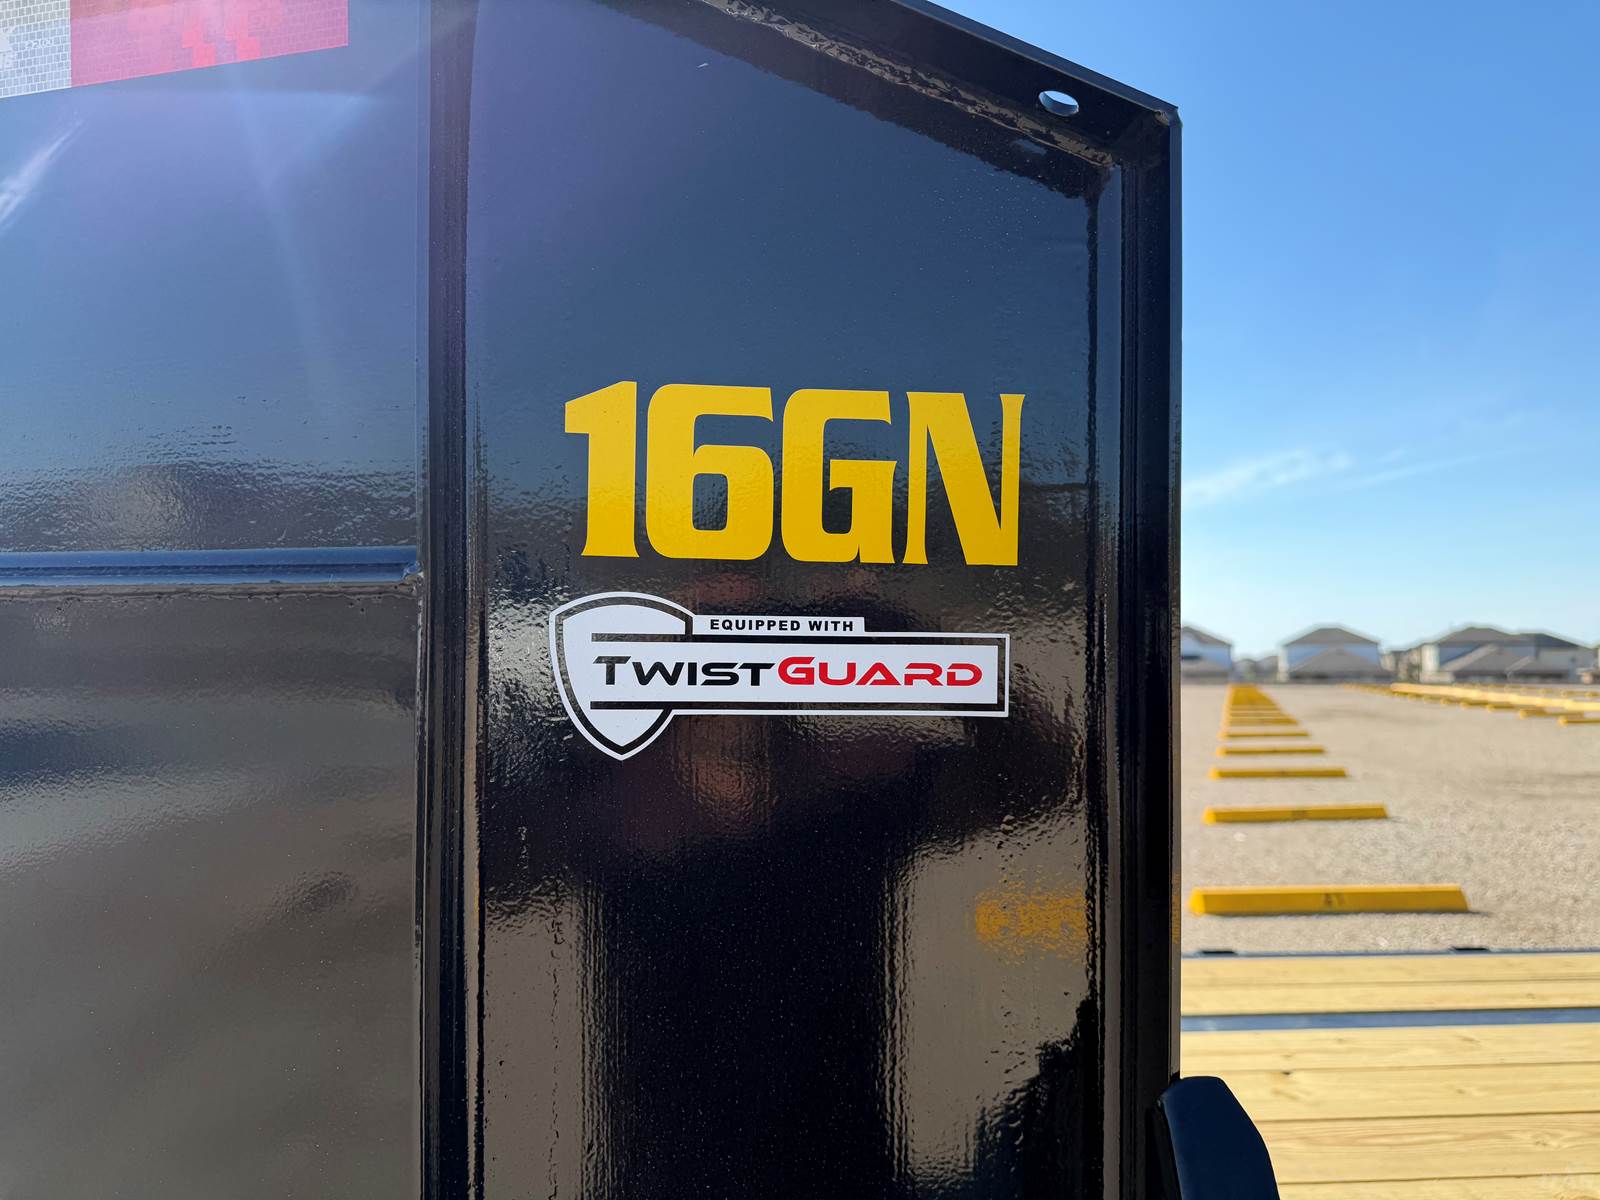 16GN
EQUIPPED WITH
TWISTGUARD